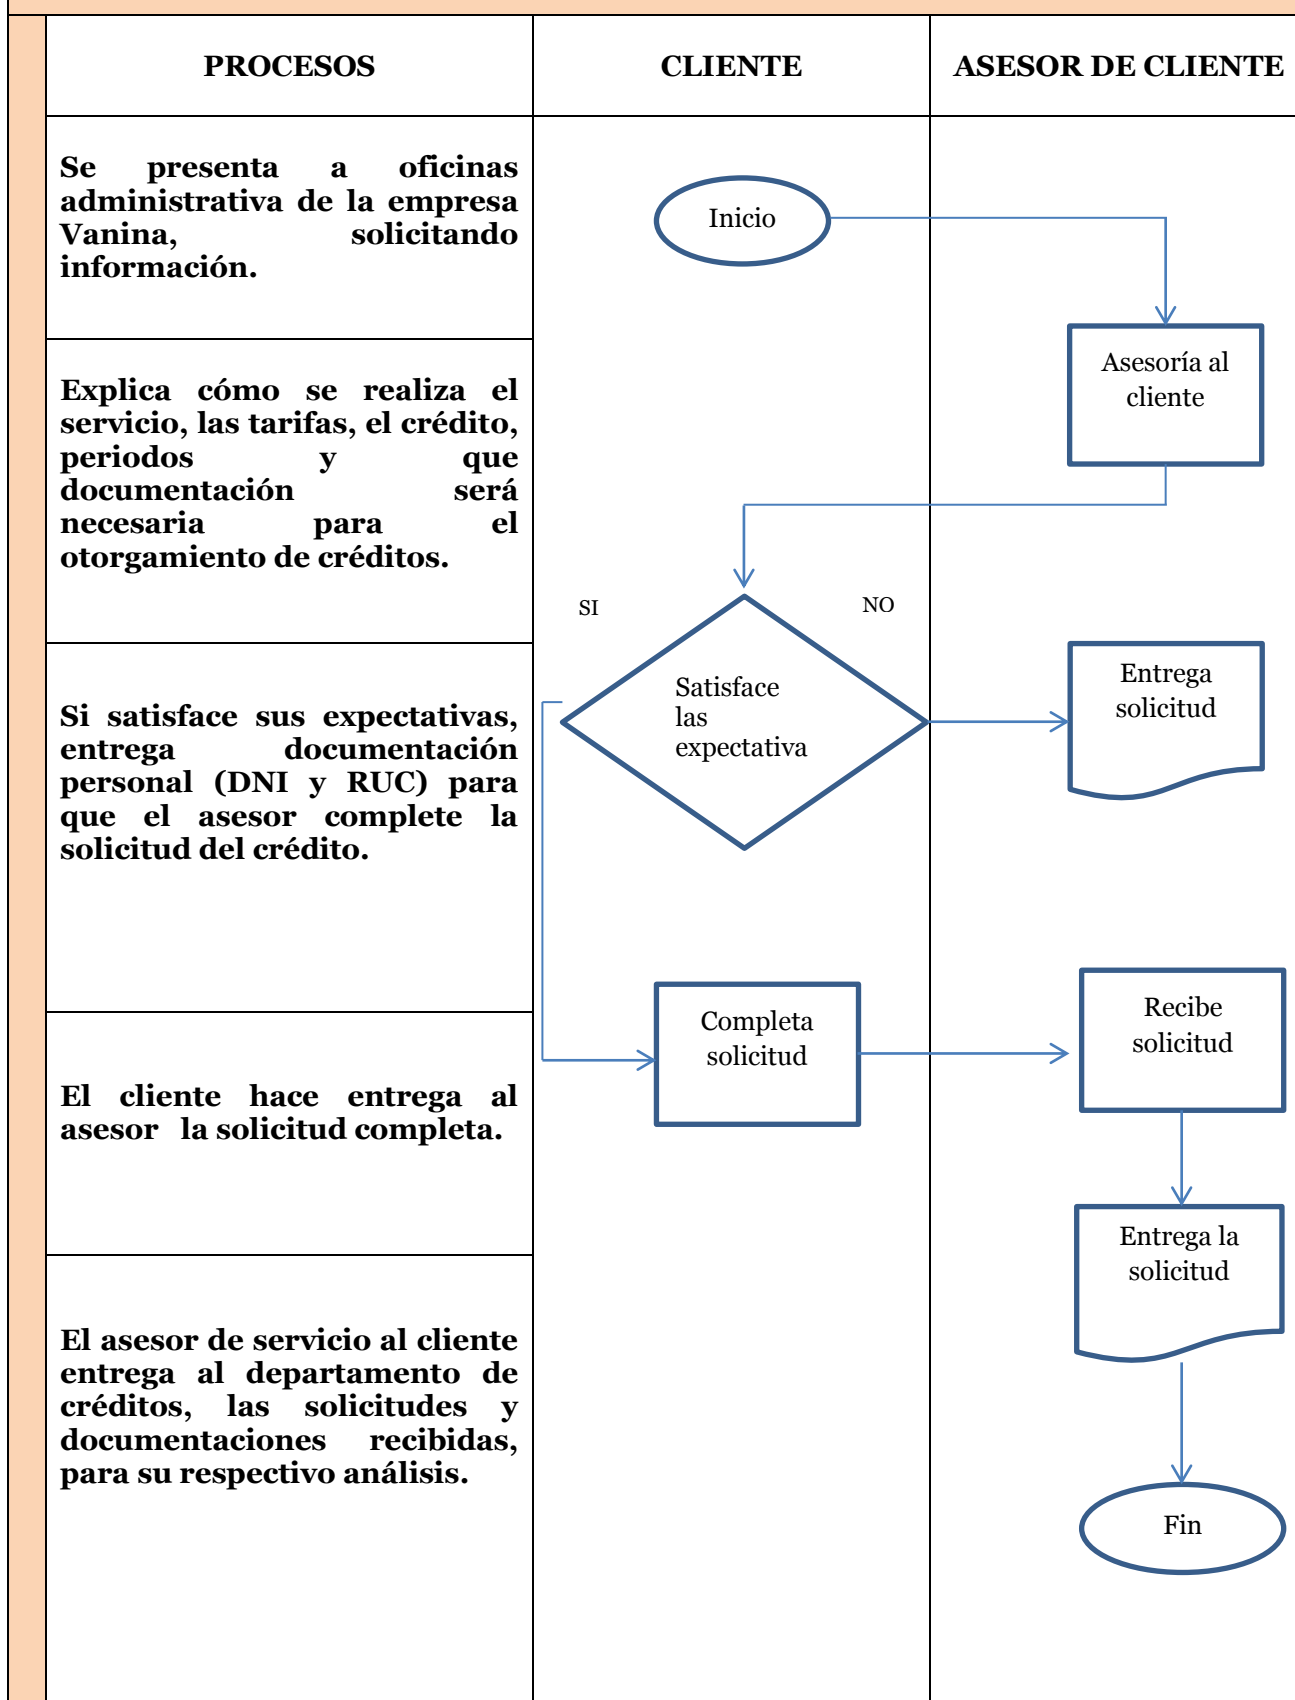 PROCESOS
CLIENTE
ASESOR DE CLIENTE
Se presenta a oficinas
administrativa de la empresa
Vanina, solicitando
información.
Inicio
Explica cómo se realiza el
servicio, las tarifas, el crédito,
periodos y que
documentación será
necesaria para el
otorgamiento de créditos.
Asesoría al
cliente
SI
NO
Si satisface sus expectativas,
entrega documentación
personal (DNI y RUC) para
que el asesor complete la
solicitud del crédito.
Satisface
las
expectativa
Entrega
solicitud
El cliente hace entrega al
asesor la solicitud completa.
Completa
solicitud
Recibe
solicitud
El asesor de servicio al cliente
entrega al departamento de
créditos, las solicitudes y
documentaciones recibidas,
para su respectivo análisis.
Entrega la
solicitud
Fin